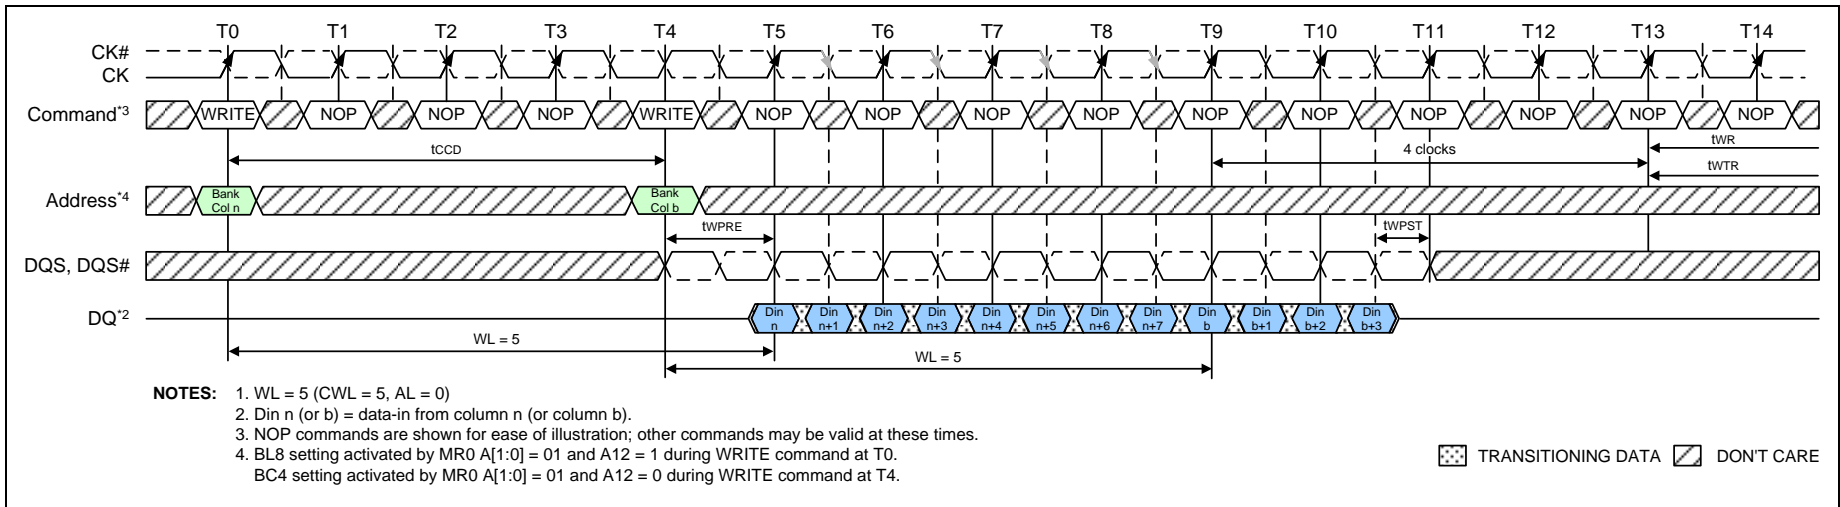 T0 T1 T2 T3 T4 T5 T6 T7 T8 T9 T10 T11 T12 T13 T14
CK#
CK
Command*3 WRITE NOP NOP NOP WRITE NOP NOP NOP NOP NOP NOP NOP NOP NOP NOP
tCCD 4 clocks tWR
tWTR
Address*4 Bank Col n Bank Col b
tWPRE tWPST
DQS, DQS#
DQ*2 Din n Din n+1 Din n+2 Din n+3 Din n+4 Din n+5 Din n+6 Din n+7 Din b Din b+1 Din b+2 Din b+3
WL = 5
WL = 5
NOTES: 1. WL = 5 (CWL = 5, AL = 0)
2. Din n (or b) = data-in from column n (or column b).
3. NOP commands are shown for ease of illustration; other commands may be valid at these times.
4. BL8 setting activated by MR0 A[1:0] = 01 and A12 = 1 during WRITE command at T0.
BC4 setting activated by MR0 A[1:0] = 01 and A12 = 0 during WRITE command at T4.
TRANSITIONING DATA DON'T CARE